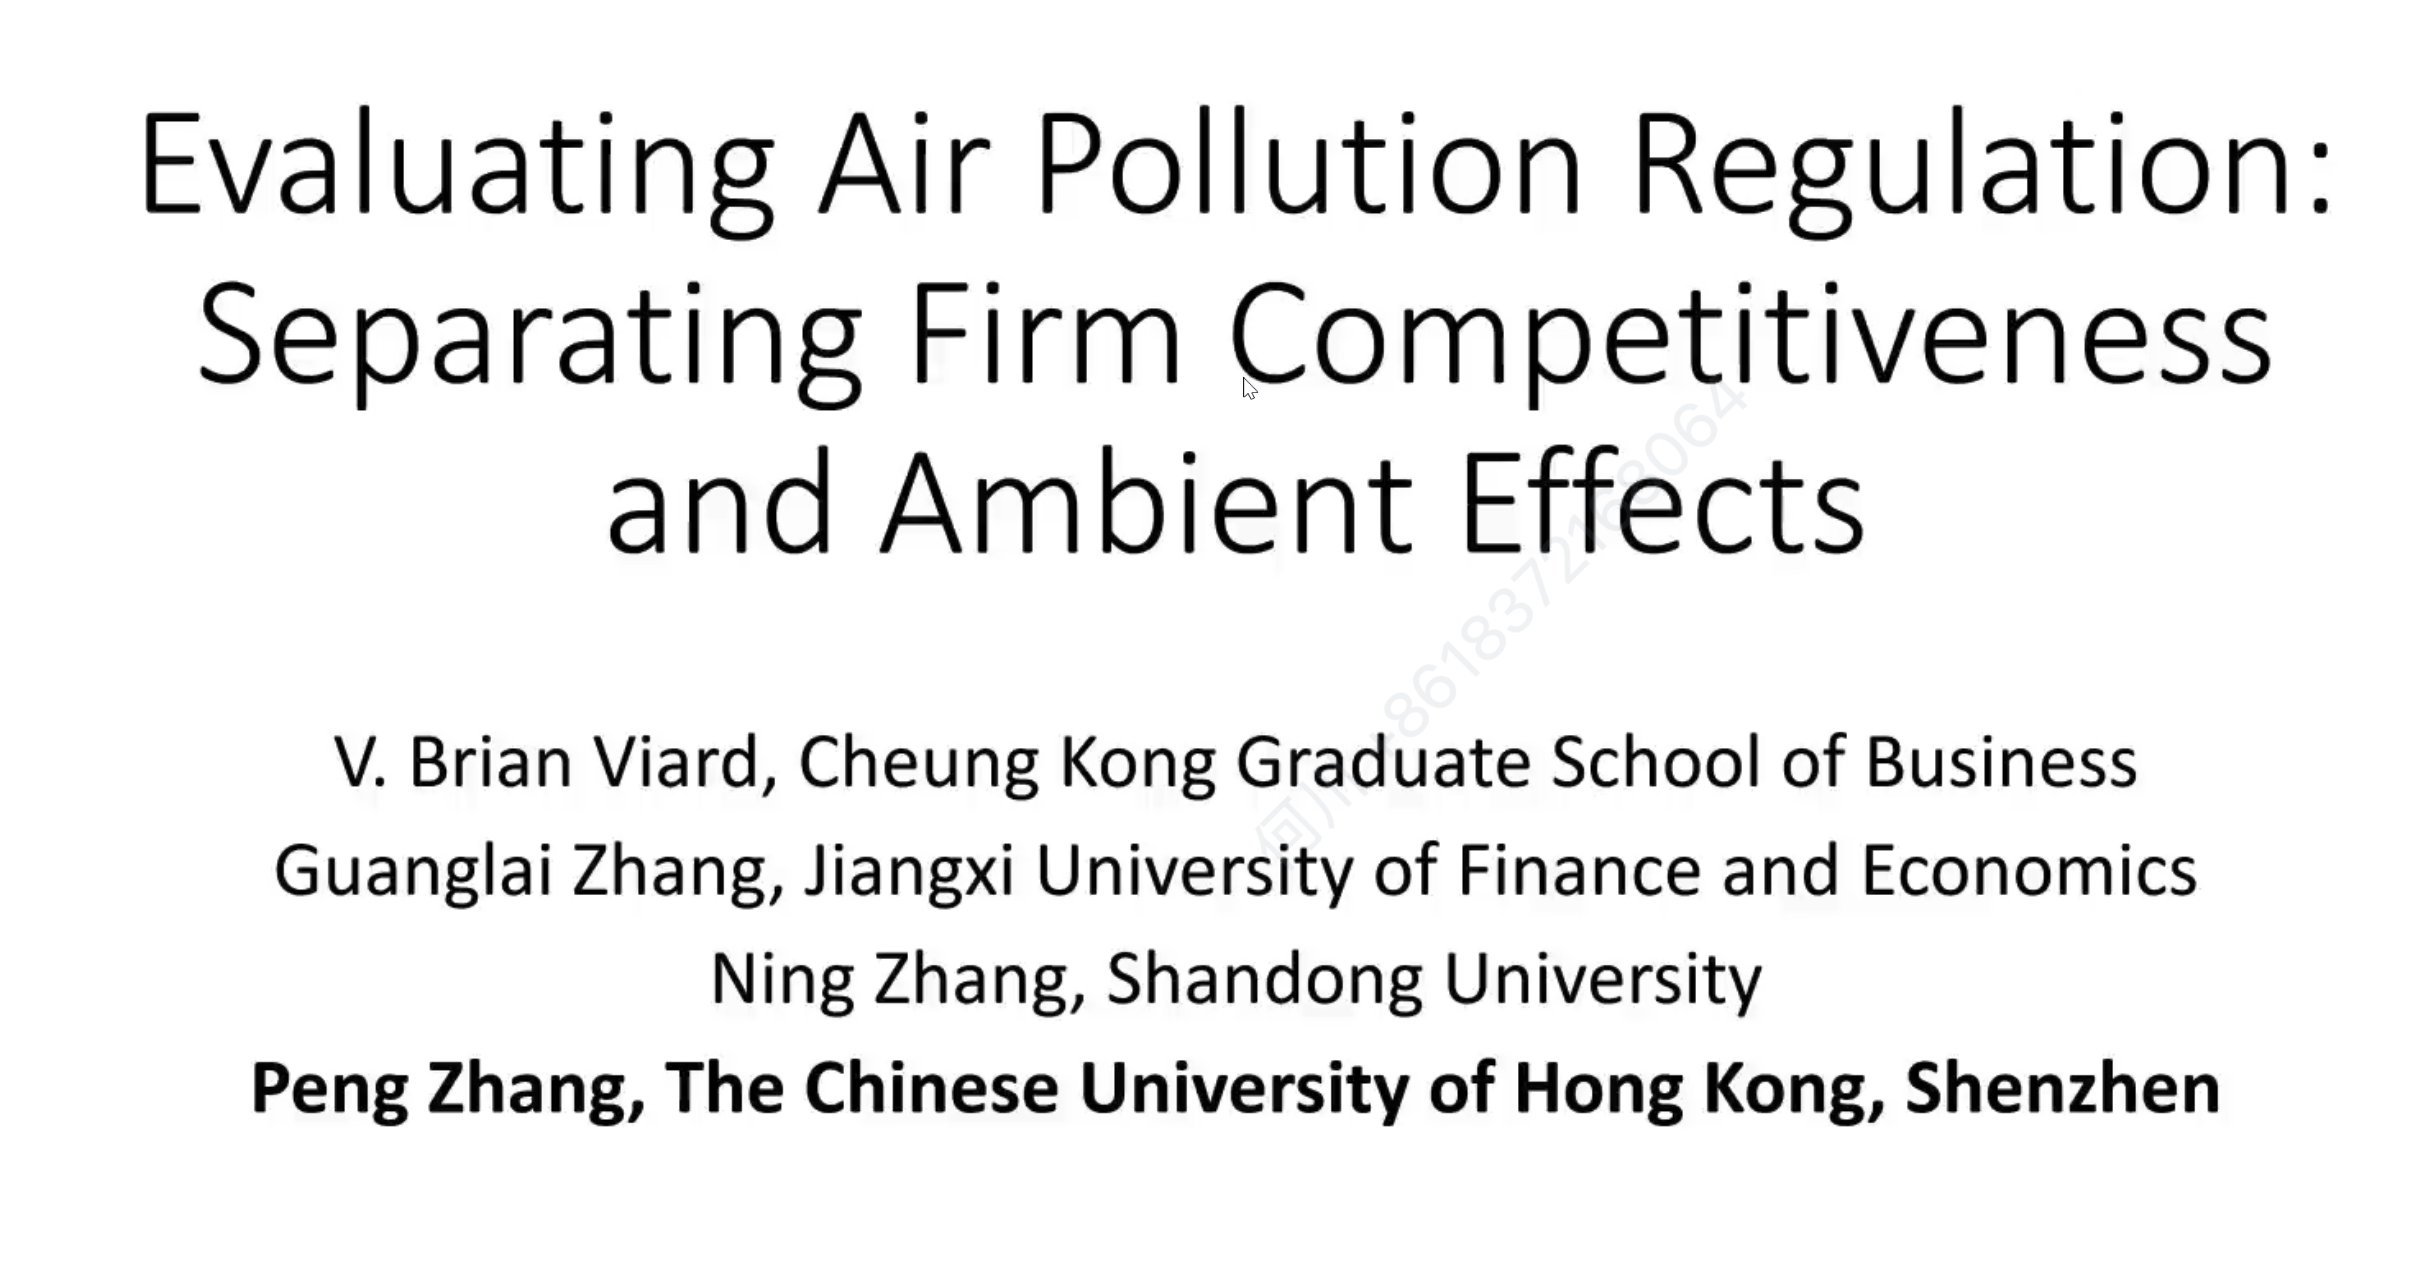 Evaluating Air Pollution Regulation:
Separating Firm Competitiveness
and Ambient Effects
V. Brian Viard, Cheung Kong Graduate School of Business
Guanglai Zhang, Jiangxi University of Finance and Economics
Ning Zhang, Shandong University
Peng Zhang, The Chinese University of Hong Kong, Shenzhen